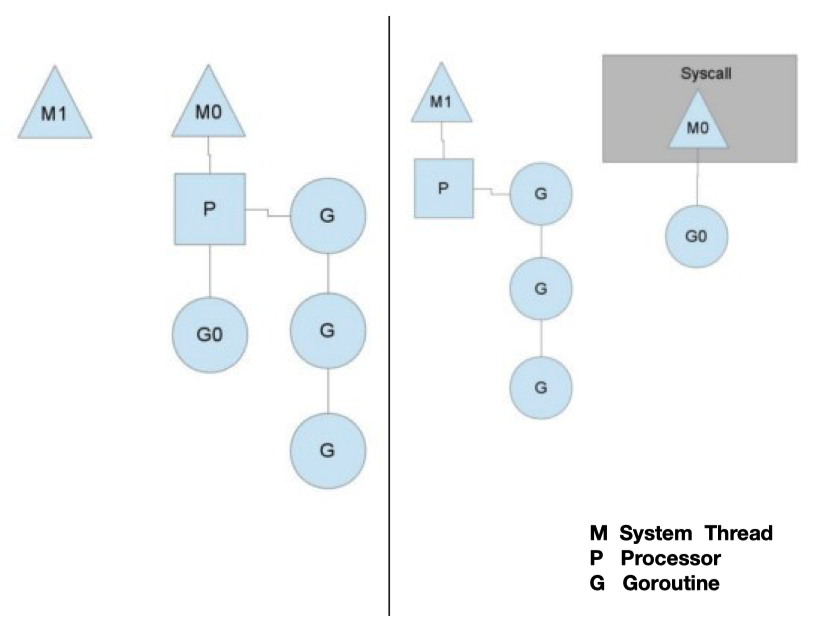 M1
M0
P
G
G0
G
G
Syscall
M1
M0
P
G
G0
G
G
M System Thread
P Processor
G Goroutine